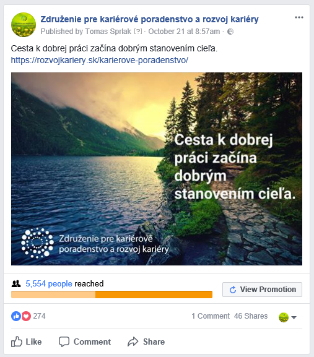 Združenie pre kariérové poradenstvo a rozvoj kariéry
Published by Tomas Sprlak [?] · October 21 at 8:57am ·
Cesta k dobrej práci začína dobrým stanovením cieľa.
https://rozvojkariery.sk/karierove-poradenstvo/
Cesta k dobrej
práci začína
dobrým
stanovením cieľa.
Združenie pre kariérové
poradenstvo a rozvoj kariéry
5,554 people reached
View Promotion
274
1 Comment 46 Shares
Like Comment Share